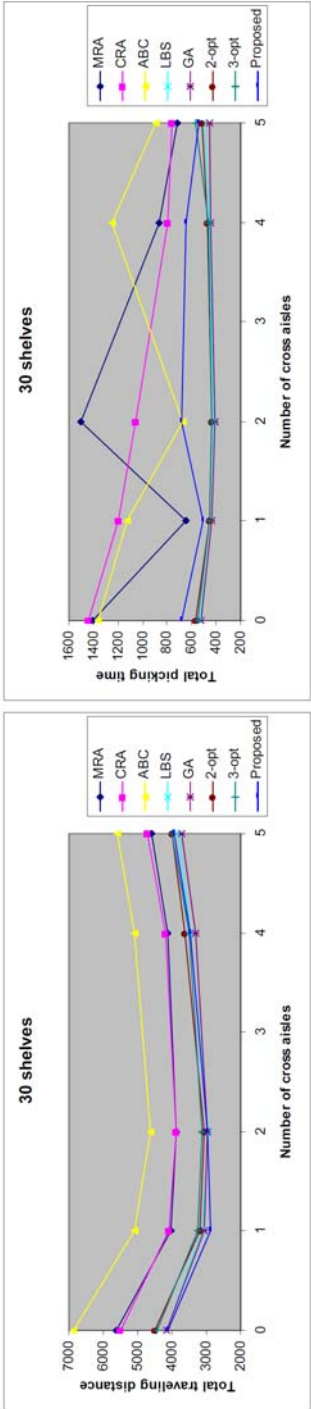 30 shelves
Total traveling distance
7000
6000
5000
4000
3000
2000
0
1
2
3
4
5
Number of cross aisles
MRA
CRA
ABC
LBS
GA
2-opt
3-opt
Proposed
30 shelves
Total picking time
1600
1400
1200
1000
800
600
400
200
0
1
2
3
4
5
Number of cross aisles
MRA
CRA
ABC
LBS
GA
2-opt
3-opt
Proposed